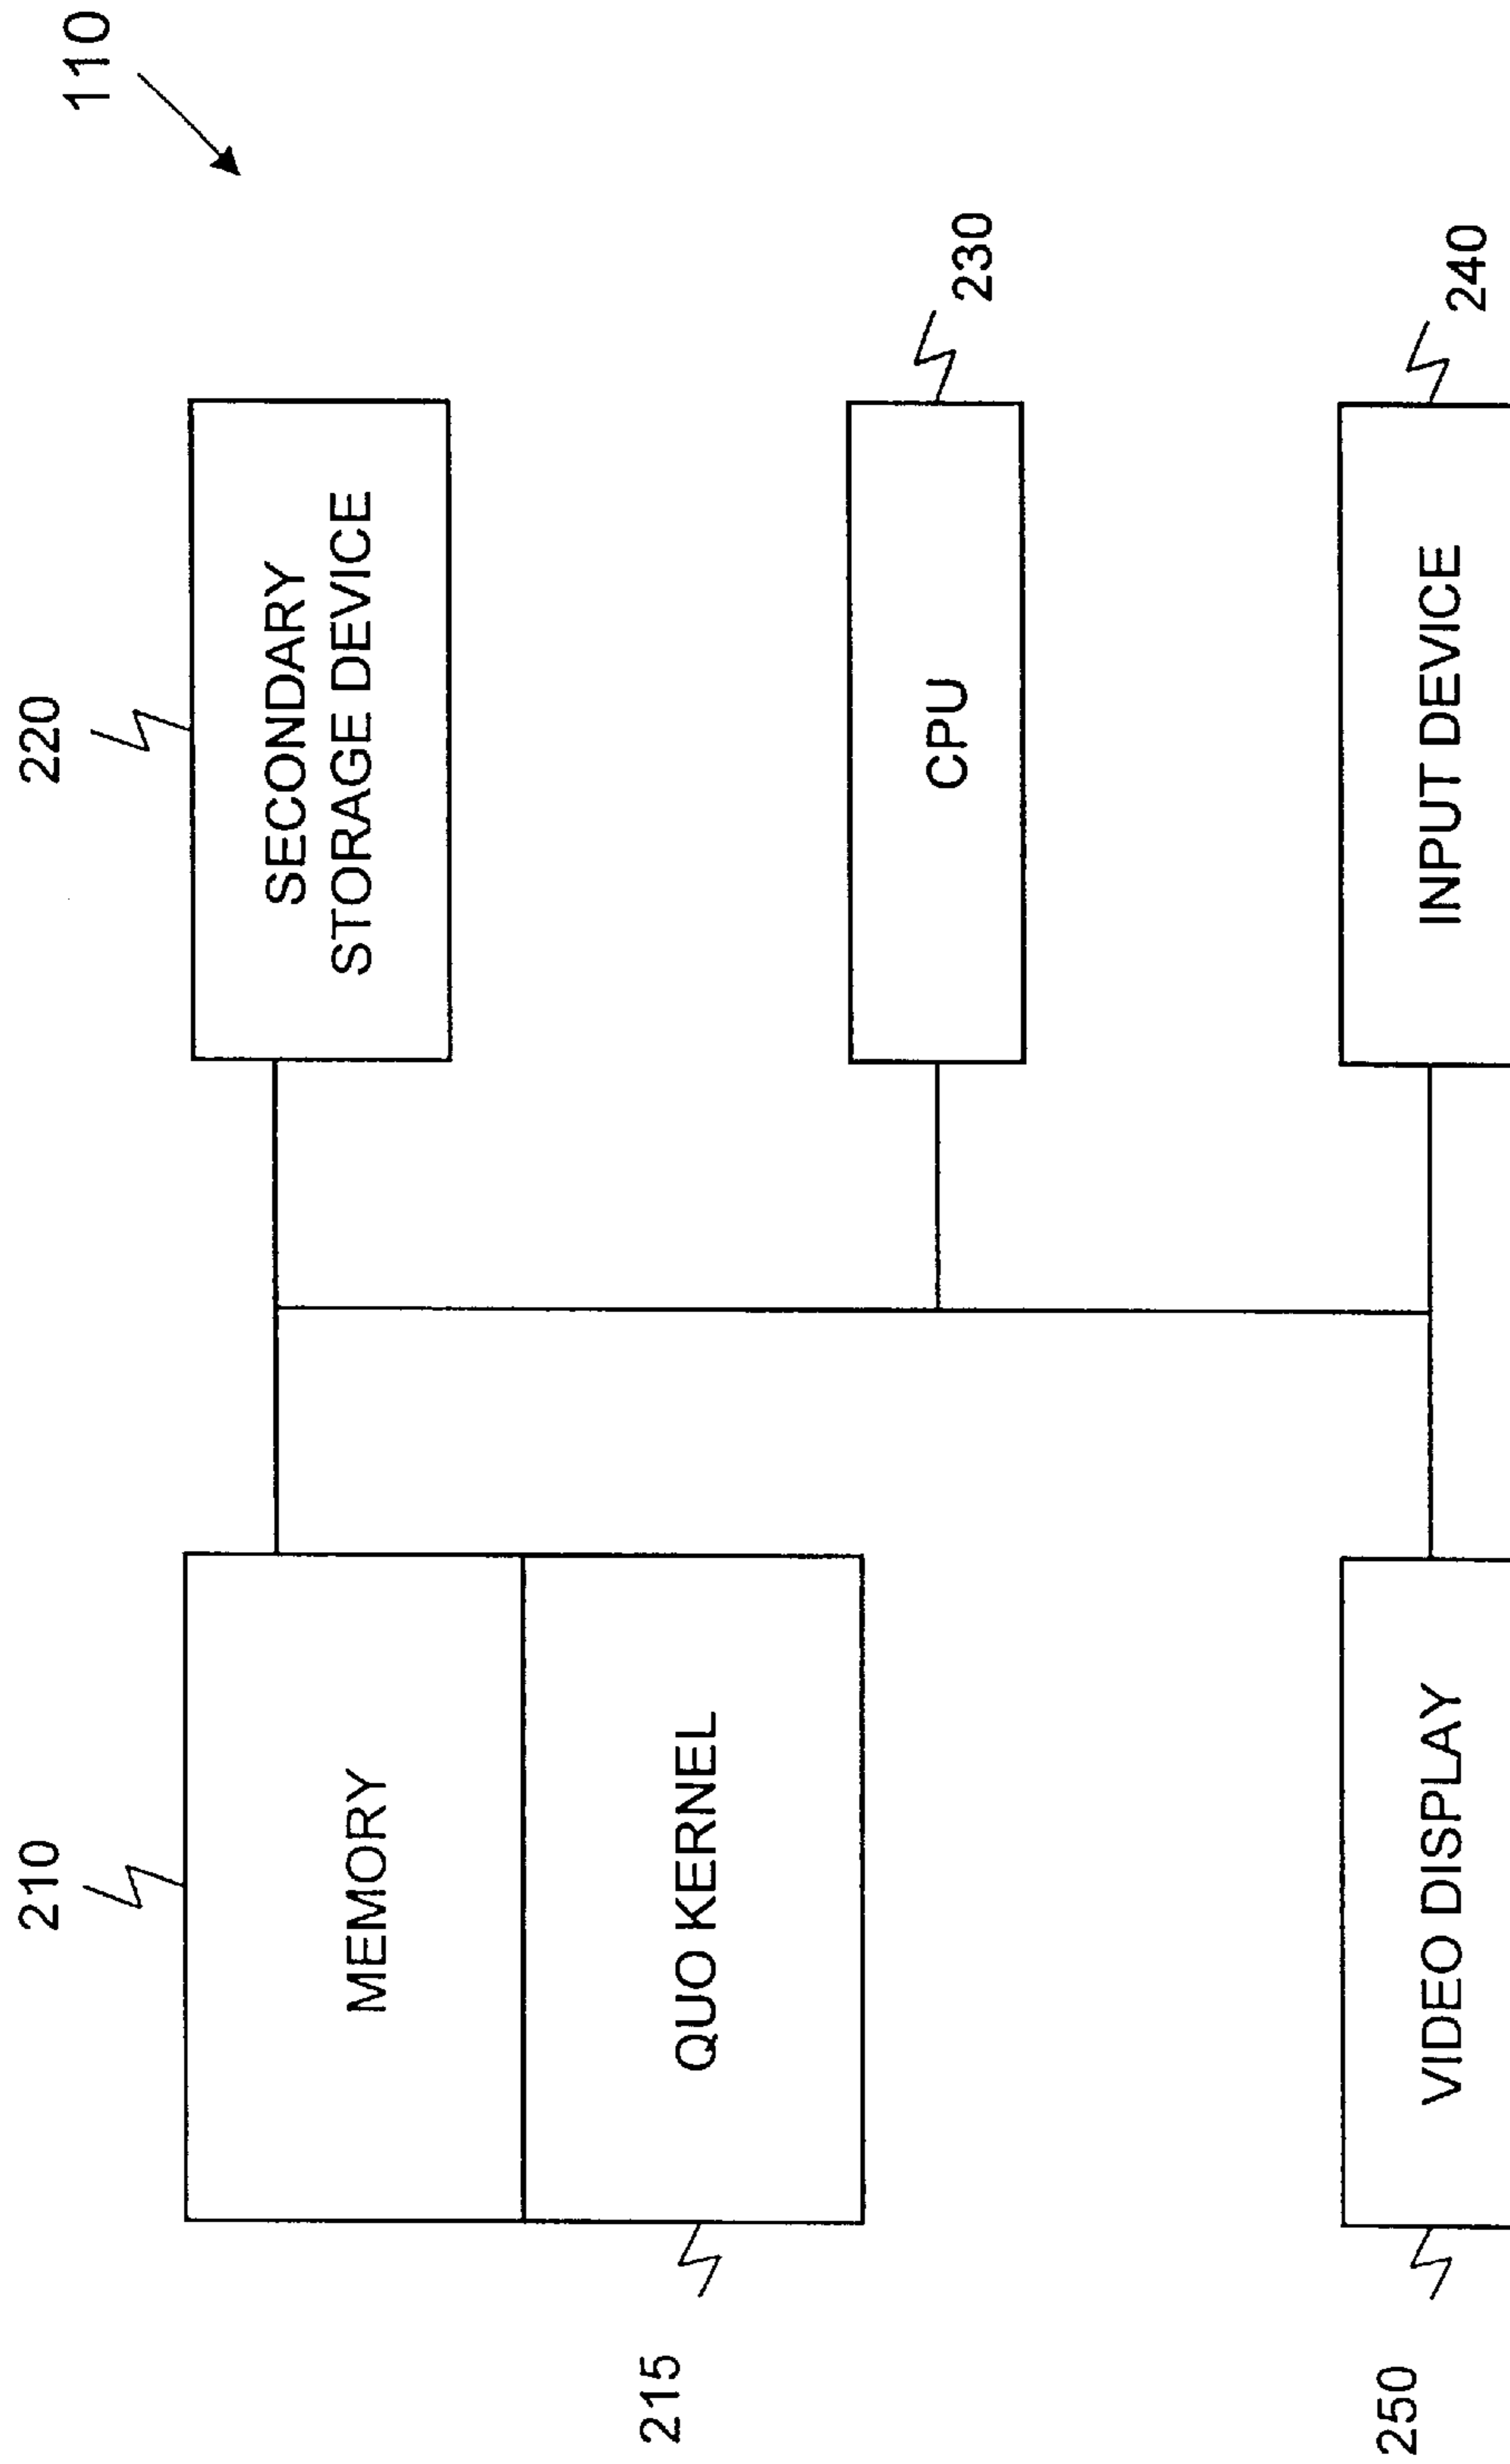 110
210
220
MEMORY
SECONDARY
STORAGE DEVICE
215
QUO KERNEL
CPU
230
250
VIDEO DISPLAY
INPUT DEVICE
240